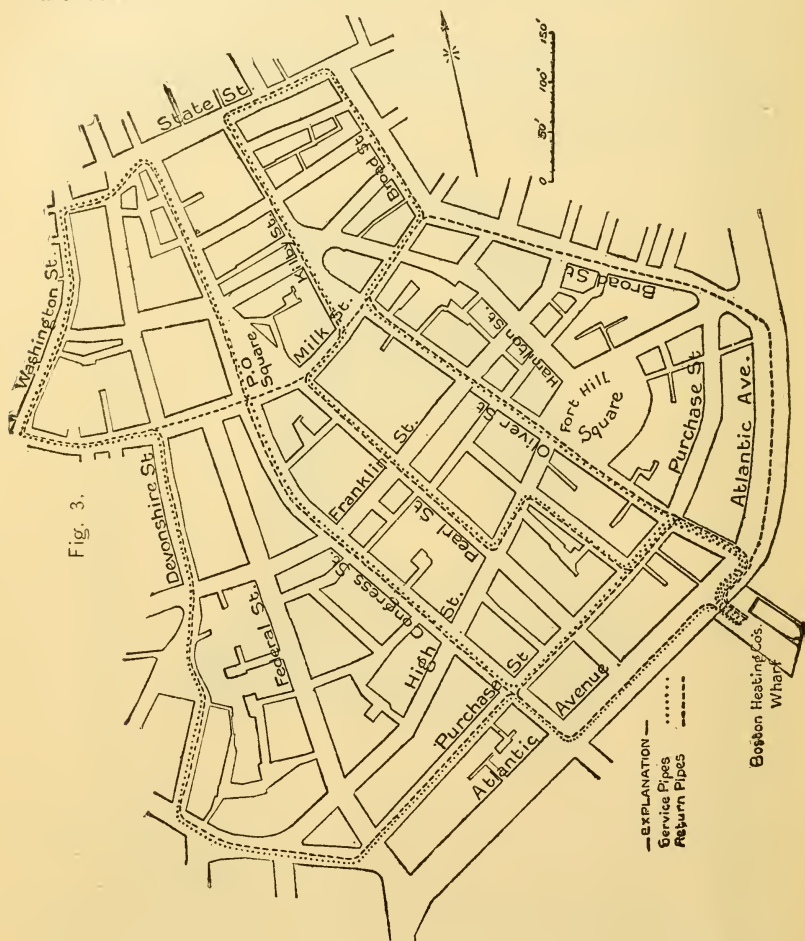 Fig. 3.
State St.
Washington St.
Devonshire St.
P.O.
Square
Kilby St.
Broad St.
Milk St.
Broad St.
Hamilton St.
Fort Hill
Square
Oliver St.
Franklin St.
Pearl St.
Congress St.
Federal St.
High St.
Purchase St.
Purchase St
Atlantic Ave.
Atlantic Avenue
0 50' 100' 150'
— EXPLANATION —
Service Pipes
Return Pipes
Boston Heating Co's.
Wharf